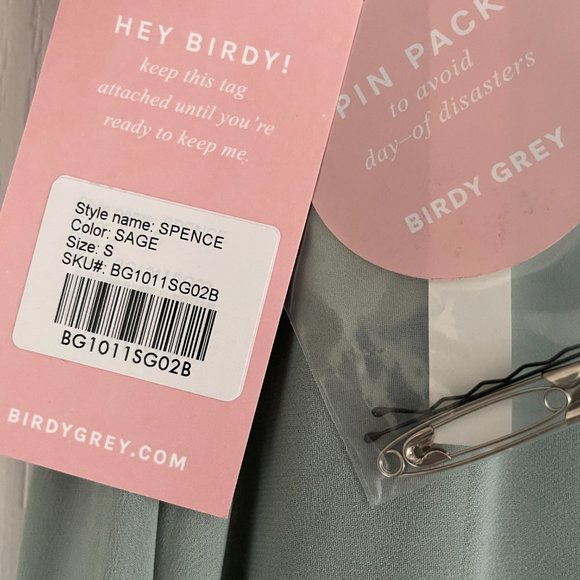 HEY BIRDY!
keep this tag
attached until you're
ready to keep me.
Style name: SPENCE
Color: SAGE
Size: S
SKU#: BG1011SG02B
BG1011SG02B
BIRDYGREY.COM
PIN PACK
to avoid
day–of disasters
BIRDY GREY